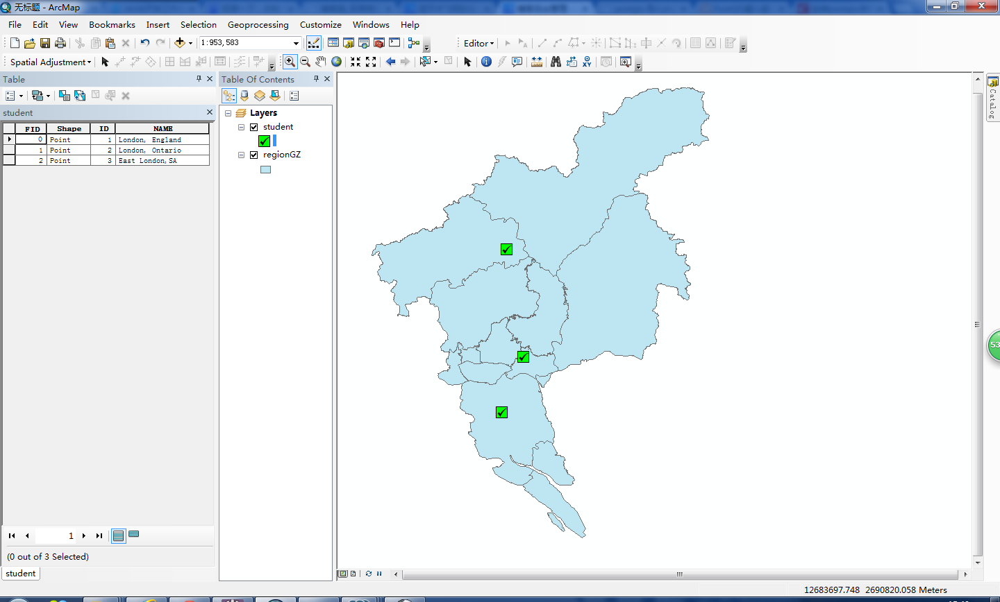 无标题 - ArcMap
File Edit View Bookmarks Insert Selection Geoprocessing Customize Windows Help
1:953,583
Editor
Spatial Adjustment
XY
Table
Table Of Contents
Catalog
student
Layers
FID Shape ID NAME
student
0 Point 1 London, England
1 Point 2 London, Ontario
regionGZ
2 Point 3 East London,SA
53
1
(0 out of 3 Selected)
student
12683697.748 2690820.058 Meters